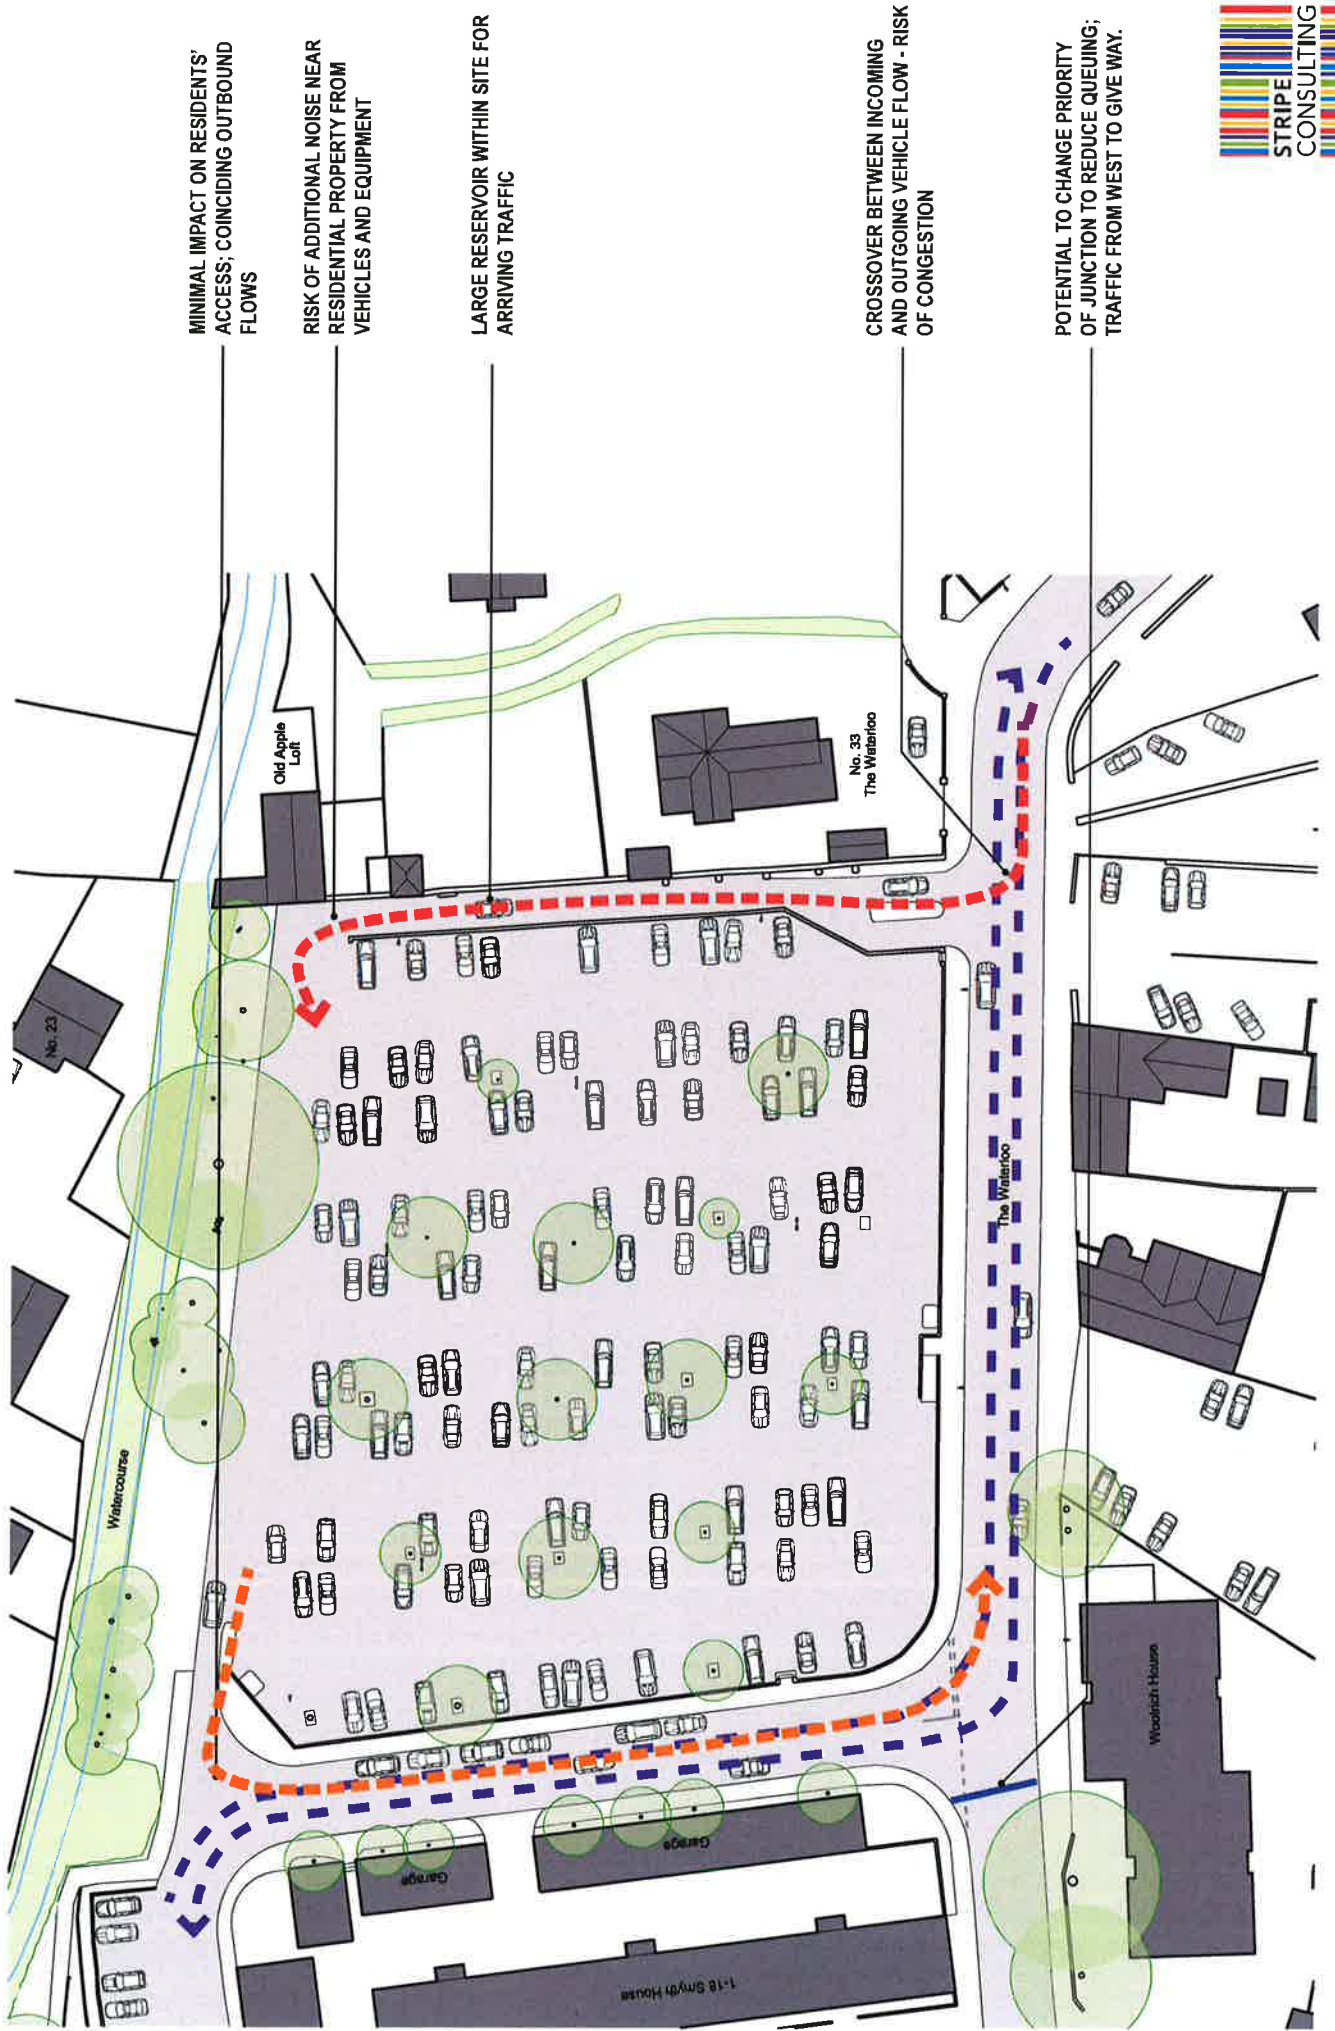 MINIMAL IMPACT ON RESIDENTS'
ACCESS; COINCIDING OUTBOUND
FLOWS
RISK OF ADDITIONAL NOISE NEAR
RESIDENTIAL PROPERTY FROM
VEHICLES AND EQUIPMENT
LARGE RESERVOIR WITHIN SITE FOR
ARRIVING TRAFFIC
CROSSOVER BETWEEN INCOMING
AND OUTGOING VEHICLE FLOW - RISK
OF CONGESTION
POTENTIAL TO CHANGE PRIORITY
OF JUNCTION TO REDUCE QUEUING;
TRAFFIC FROM WEST TO GIVE WAY.
STRIPE
CONSULTING
Old Apple
Loft
No. 33
The Waterloo
No. 23
Watercourse
The Waterloo
Woolrich House
Garage
Garage
1-18 Smyth House